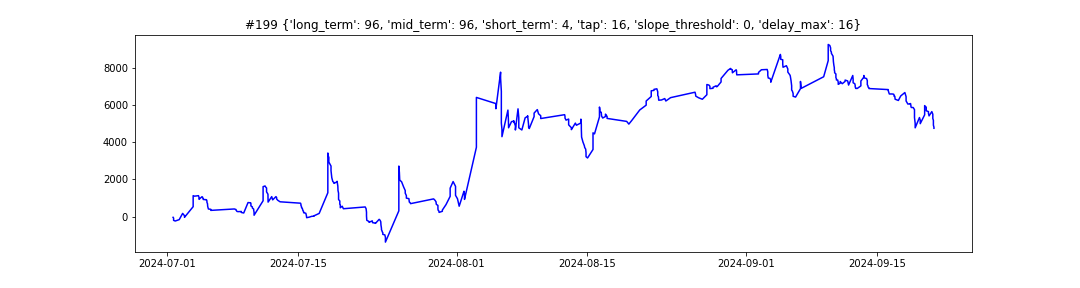 #199 {'long_term': 96, 'mid_term': 96, 'short_term': 4, 'tap': 16, 'slope_threshold': 0, 'delay_max': 16}
8000
6000
4000
2000
0
2024-07-01 2024-07-15 2024-08-01 2024-08-15 2024-09-01 2024-09-15